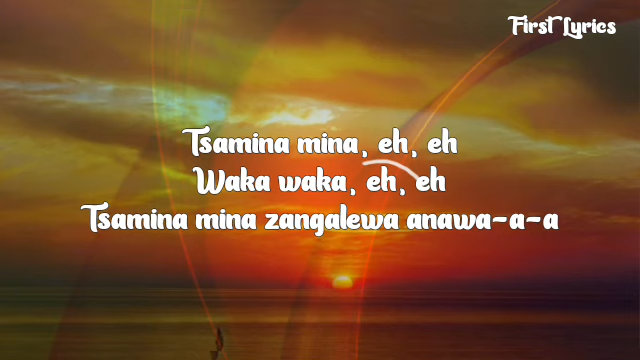 First Lyrics
Tsamina mina, eh, eh
Waka waka, eh, eh
Tsamina mina zangalewa anawa-a-a